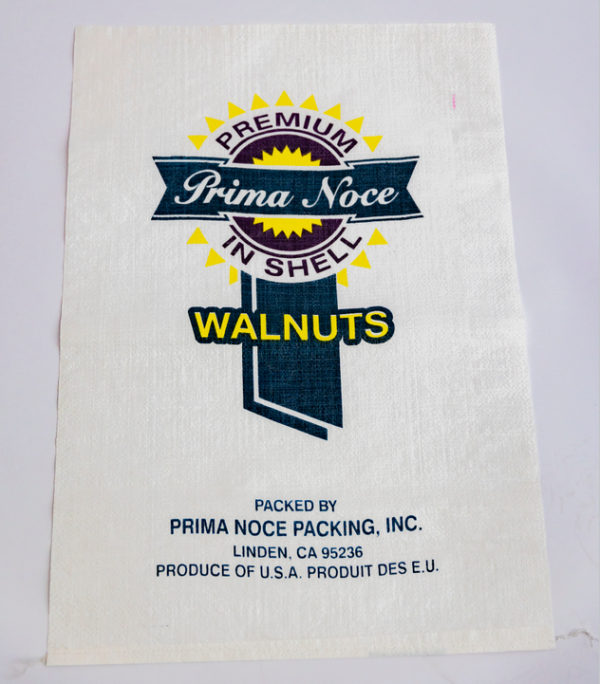 PREMIUM
Prima Noce
IN SHELL
WALNUTS
PACKED BY
PRIMA NOCE PACKING, INC.
LINDEN, CA 95236
PRODUCE OF U.S.A. PRODUIT DES E.U.